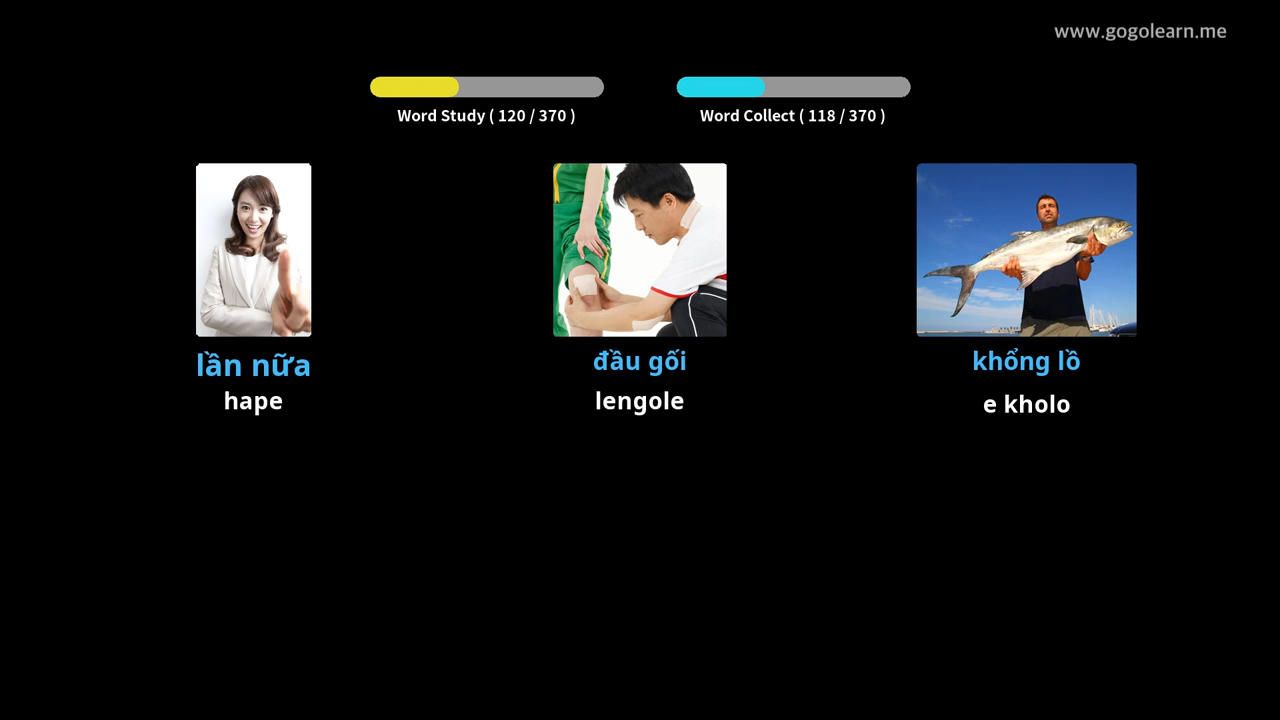 www.gogolearn.me
Word Study ( 120 / 370 )
Word Collect ( 118 / 370 )
lần nữa
hape
đầu gối
lengole
khổng lồ
e kholo